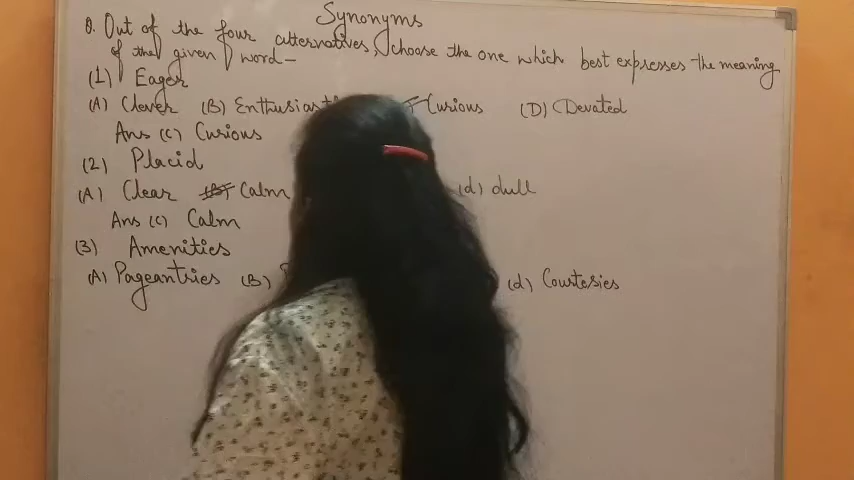 Synonyms
Q. Out of the four alternatives, choose the one which best expresses the meaning
of the given word-
(1) Eager
(A) Clever (B) Enthusiast Curious (D) Devated
Ans (C) Curious
(2) Placid
(A) Clear (B) Calm (d) dull
Ans (C) Calm
(3) Amenities
(A) Pageantries (B) (d) Courtesies